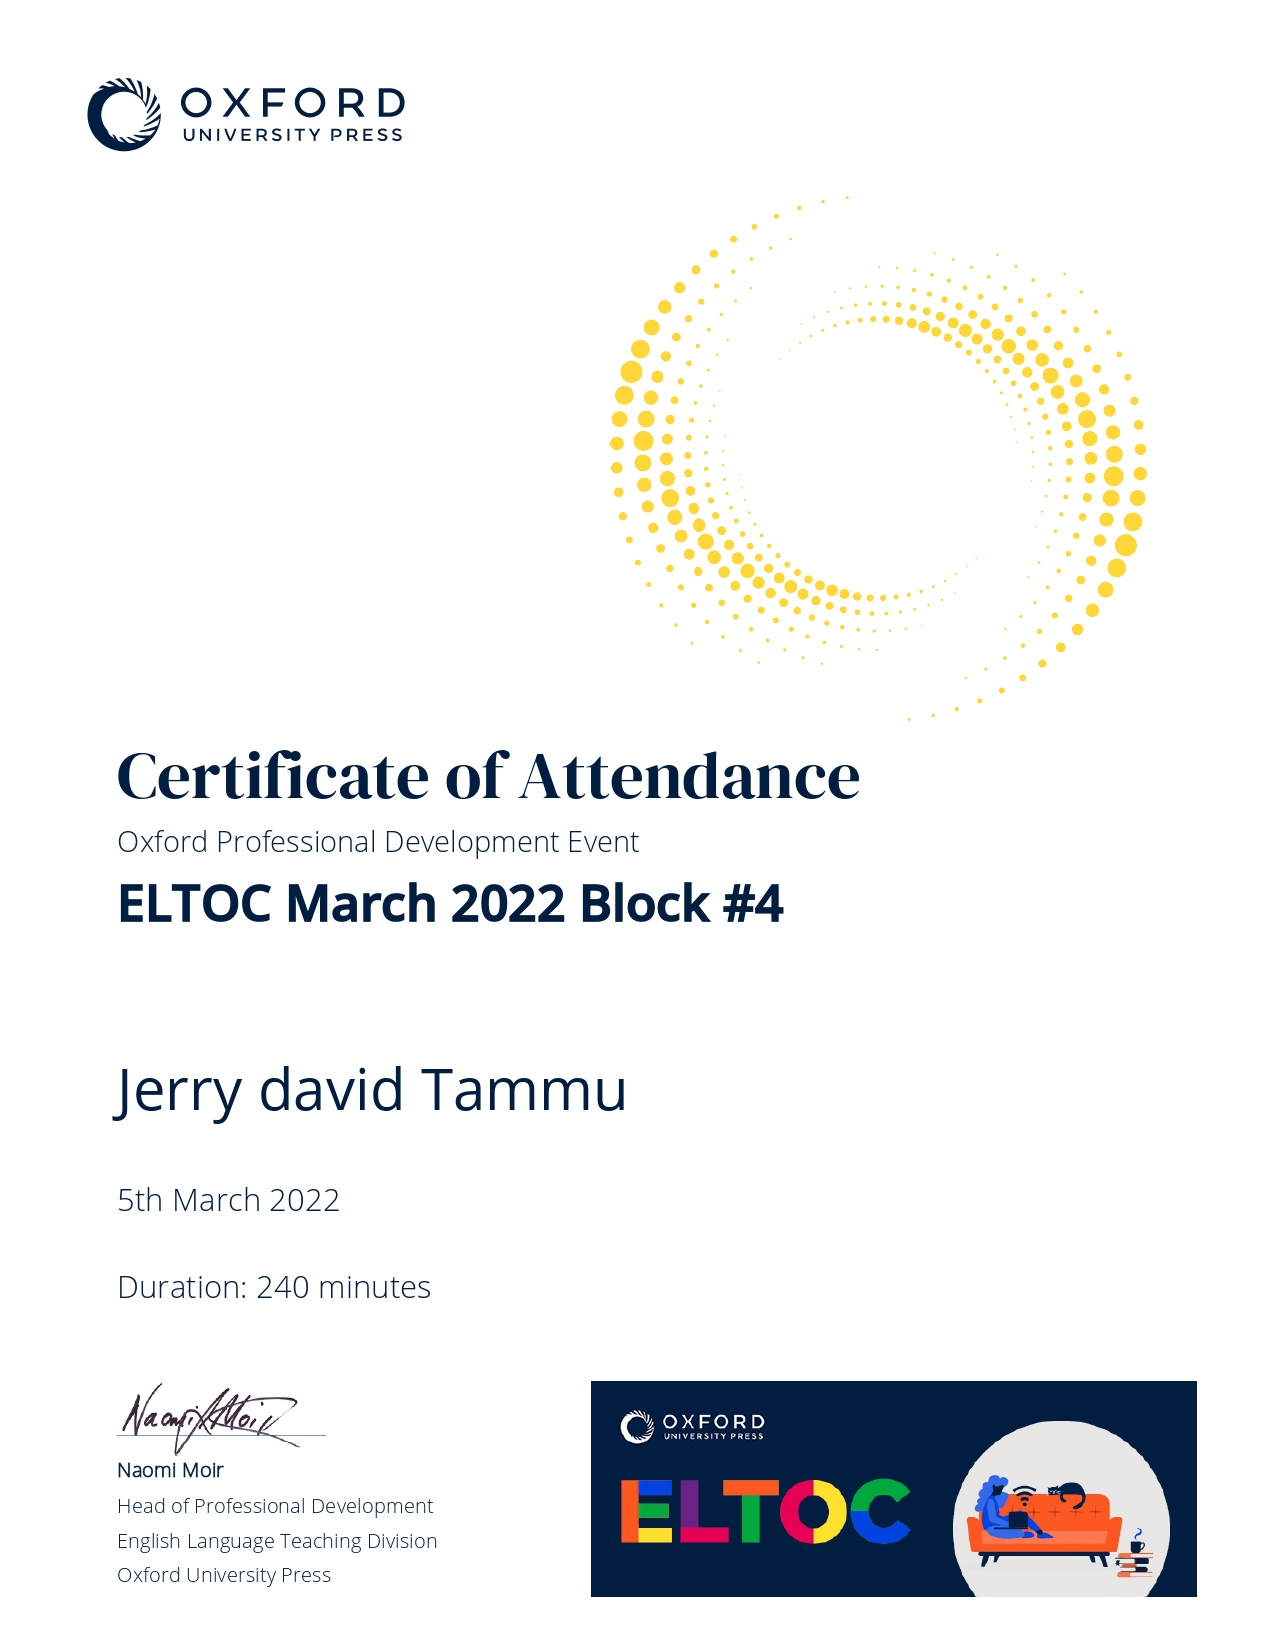 OXFORD
UNIVERSITY PRESS
Certificate of Attendance
Oxford Professional Development Event
ELTOC March 2022 Block #4
Jerry david Tammu
5th March 2022
Duration: 240 minutes
Naomi Moir
Naomi Moir
Head of Professional Development
English Language Teaching Division
Oxford University Press
OXFORD
UNIVERSITY PRESS
ELTOC